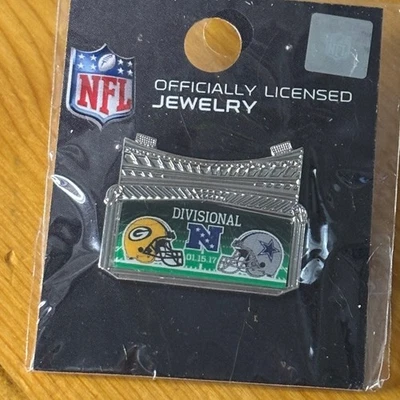 NFL
OFFICIALLY LICENSED
JEWELRY
DIVISIONAL
G
N
01.15.17